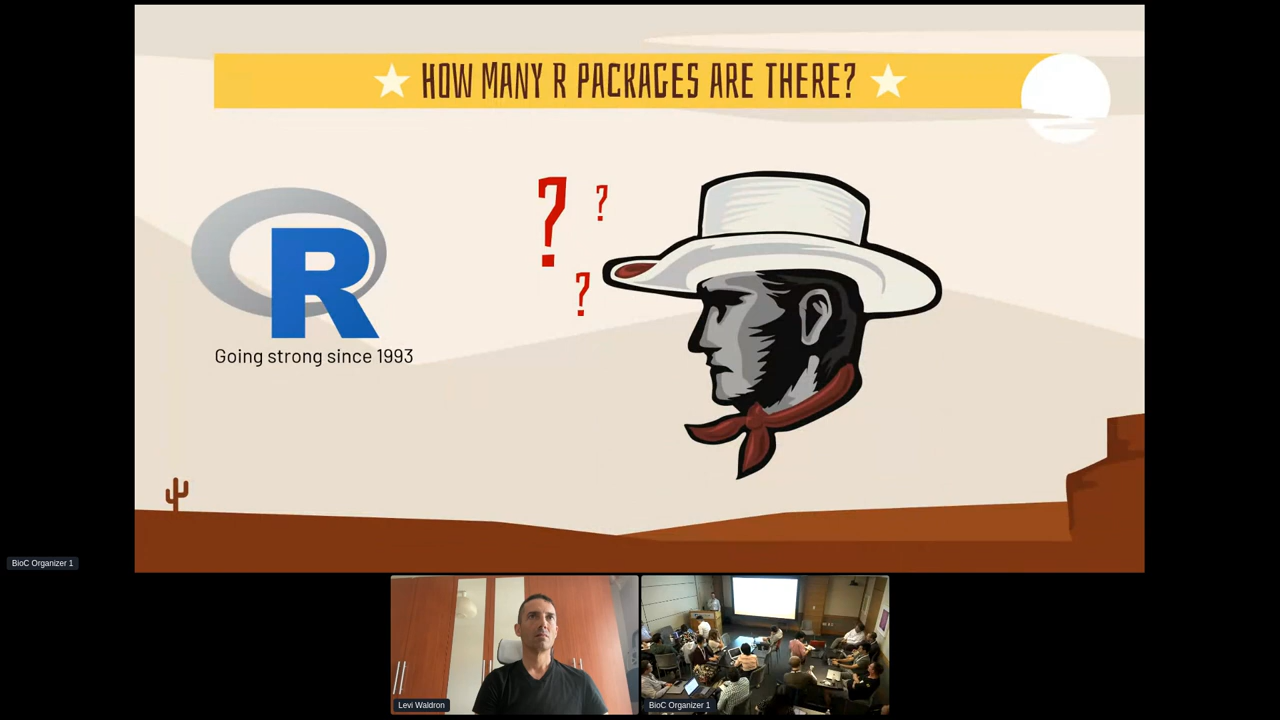 HOW MANY R PACKAGES ARE THERE?
?
?
?
R
Going strong since 1993
BioC Organizer 1
Levi Waldron
BioC Organizer 1